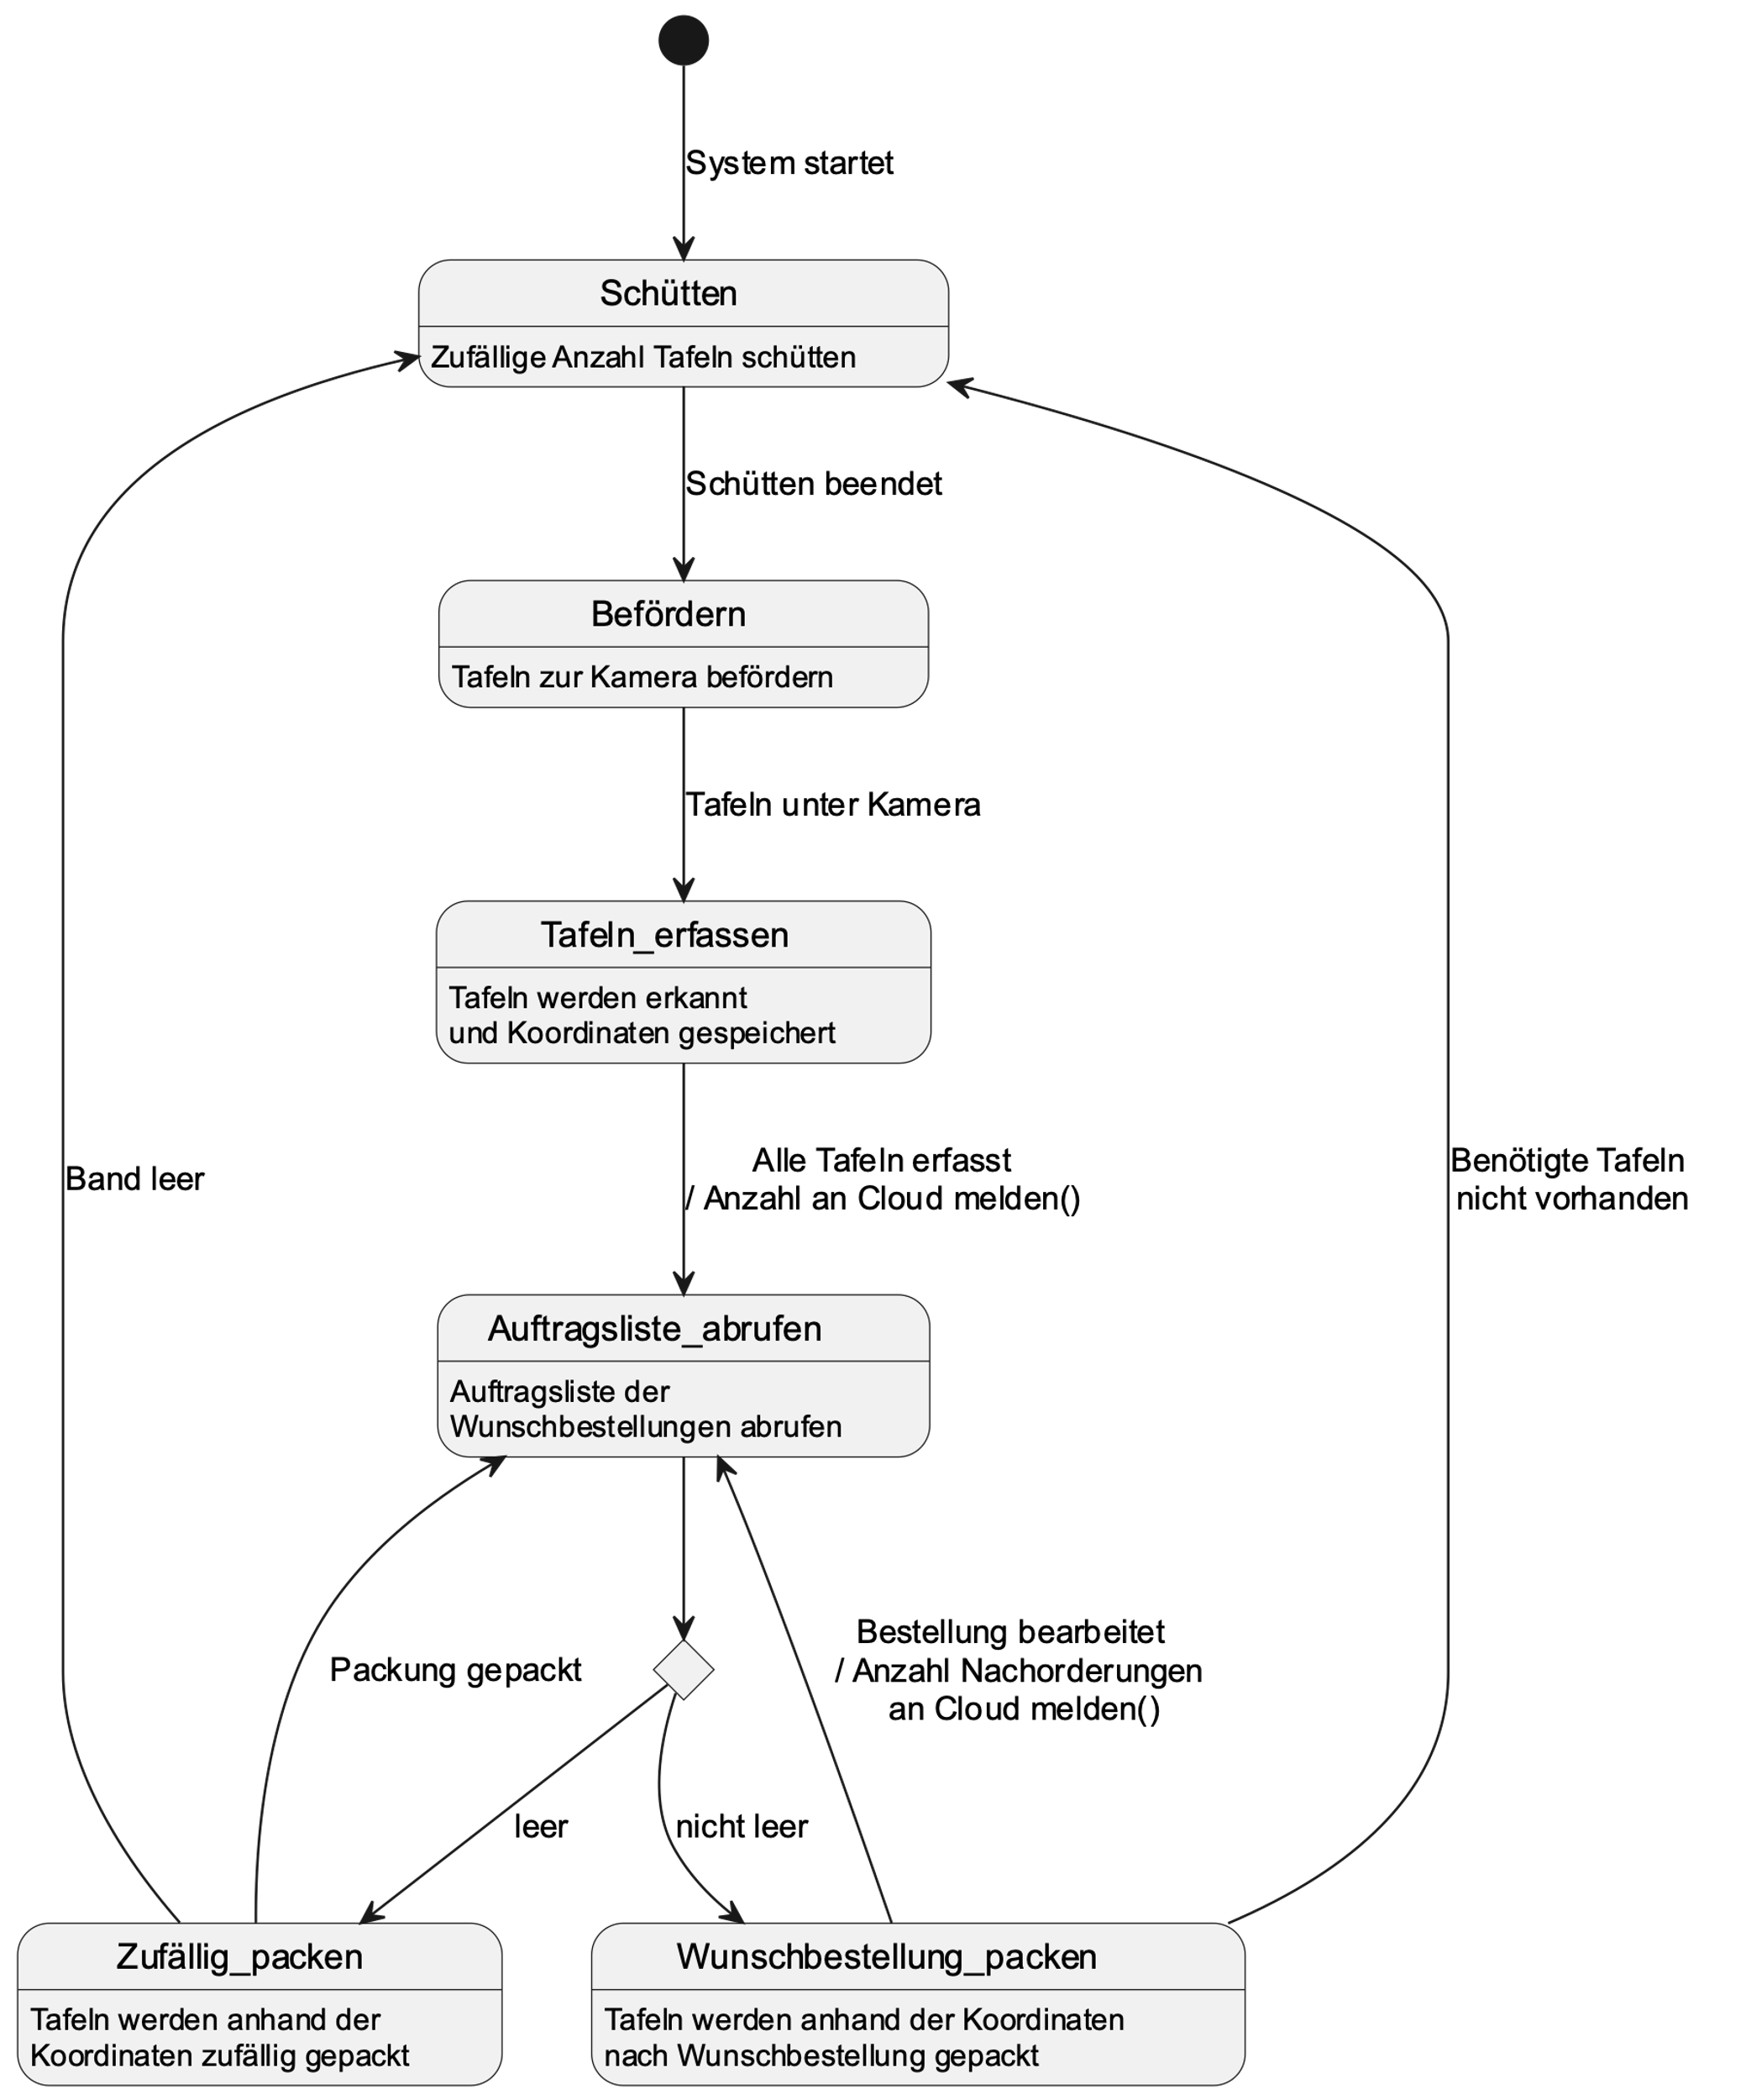 System startet
Schütten
Zufällige Anzahl Tafeln schütten
Schütten beendet
Befördern
Tafeln zur Kamera befördern
Tafeln unter Kamera
Tafeln_erfassen
Tafeln werden erkannt
und Koordinaten gespeichert
Band leer
Alle Tafeln erfasst
/ Anzahl an Cloud melden()
Benötigte Tafeln
nicht vorhanden
Auftragsliste_abrufen
Auftragsliste der
Wunschbestellungen abrufen
Packung gepackt
Bestellung bearbeitet
/ Anzahl Nachorderungen
an Cloud melden()
leer
nicht leer
Zufällig_packen
Tafeln werden anhand der
Koordinaten zufällig gepackt
Wunschbestellung_packen
Tafeln werden anhand der Koordinaten
nach Wunschbestellung gepackt